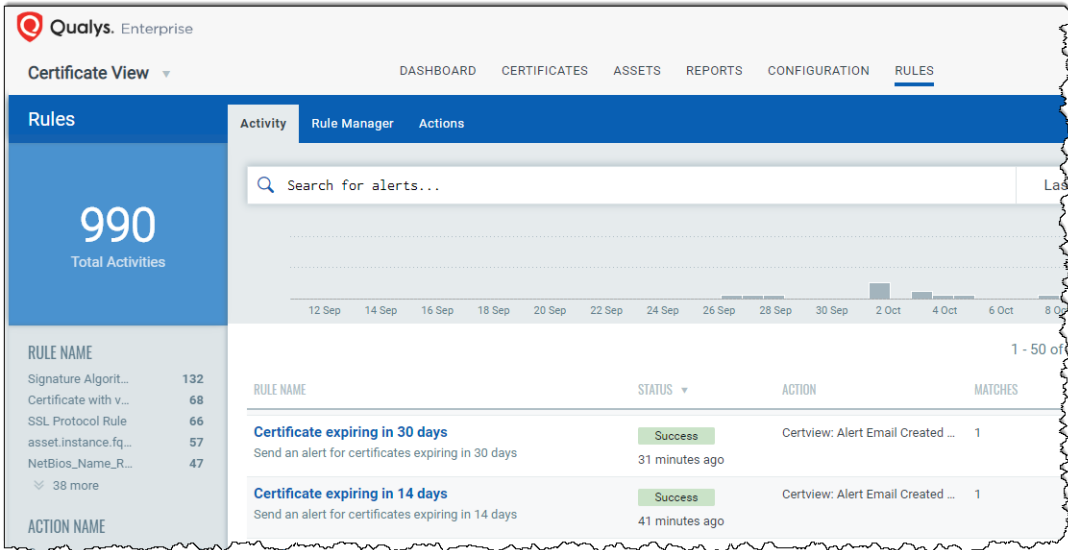 Qualys. Enterprise
Certificate View
DASHBOARD CERTIFICATES ASSETS REPORTS CONFIGURATION RULES
Rules
Activity Rule Manager Actions
990
Total Activities
Search for alerts...
12 Sep 14 Sep 16 Sep 18 Sep 20 Sep 22 Sep 24 Sep 26 Sep 28 Sep 30 Sep 2 Oct 4 Oct 6 Oct 8
1 - 50 of
RULE NAME
Signature Algorit... 132
Certificate with v... 68
SSL Protocol Rule 66
asset.instance.fq... 57
NetBios_Name_R... 47
38 more
ACTION NAME
RULE NAME STATUS ACTION MATCHES
Certificate expiring in 30 days Success Certview: Alert Email Created ... 1
Send an alert for certificates expiring in 30 days
31 minutes ago
Certificate expiring in 14 days Success Certview: Alert Email Created ... 1
Send an alert for certificates expiring in 14 days
41 minutes ago